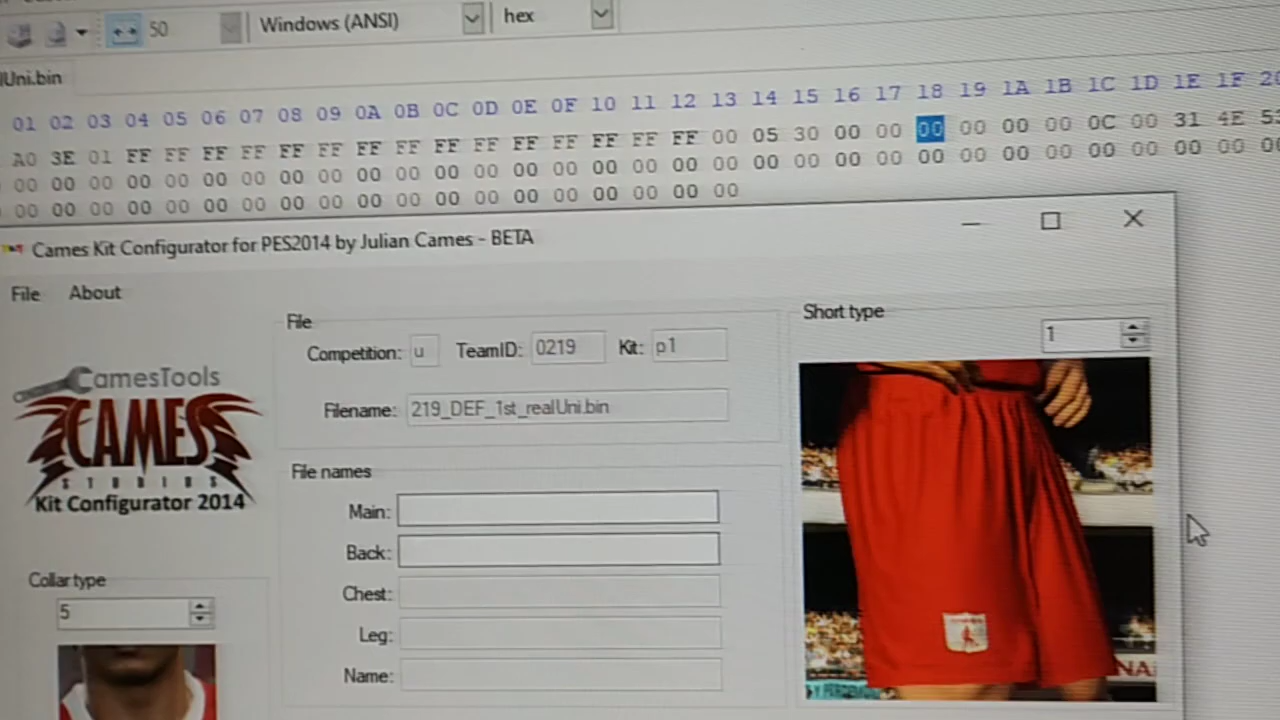 50 Windows (ANSI) hex
lUni.bin
01 02 03 04 05 06 07 08 09 0A 0B 0C 0D 0E 0F 10 11 12 13 14 15 16 17 18 19 1A 1B 1C 1D 1E 1F 20
A0 3E 01 FF FF FF FF FF FF FF FF FF FF FF FF FF FF FF 00 05 30 00 00 00 00 00 00 0C 00 31 4E
00 00 00 00 00 00 00 00 00 00 00 00 00 00 00 00 00 00 00 00 00 00 00 00 00 00 00 00 00 00 00 00
00 00 00 00 00 00 00 00 00 00 00 00 00 00 00 00 00 00 00
Cames Kit Configurator for PES2014 by Julian Cames - BETA
File About
CamesTools
CAMES
STUDIOS
Kit Configurator 2014
File
Competition: u TeamID: 0219 Kit: p1
Filename: 219_DEF_1st_realUni.bin
File names
Main:
Back:
Chest:
Leg:
Name:
Short type
1
Collar type
5